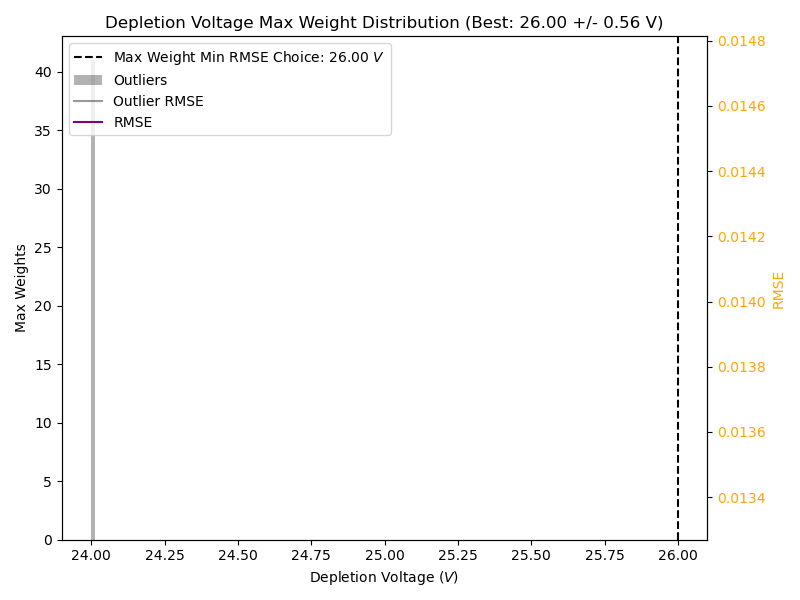 Depletion Voltage Max Weight Distribution (Best: 26.00 +/- 0.56 V)
Max Weight Min RMSE Choice: 26.00 V
Outliers
Outlier RMSE
RMSE
Max Weights
40
35
30
25
20
15
10
5
0
0.0148
0.0146
0.0144
0.0142
0.0140
0.0138
0.0136
0.0134
RMSE
24.00 24.25 24.50 24.75 25.00 25.25 25.50 25.75 26.00
Depletion Voltage (V)